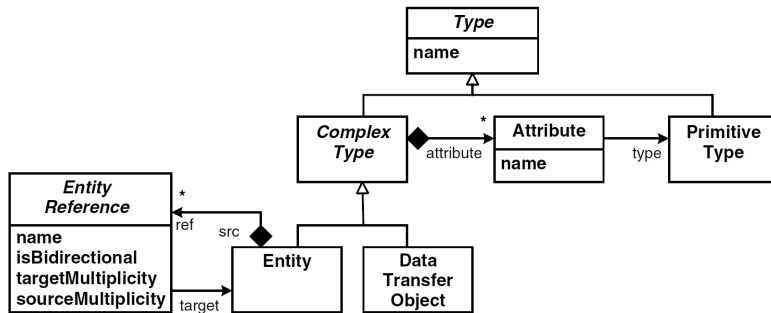 Type
name
Complex
Type
*
attribute
Attribute
name
type
Primitive
Type
Entity
Reference
name
isBidirectional
targetMultiplicity
sourceMultiplicity
*
ref
src
target
Entity
Data
Transfer
Object